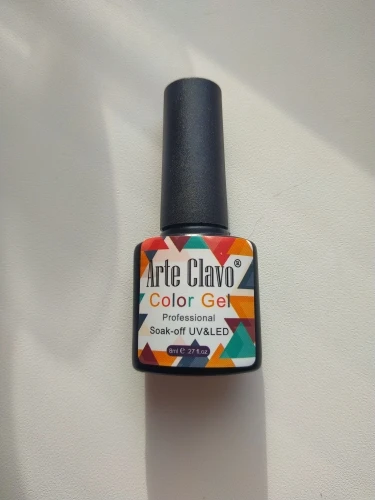 Arte Clavo®
Color Gel
Professional
Soak-off UV&LED
8ml ℮ .27 fl.oz